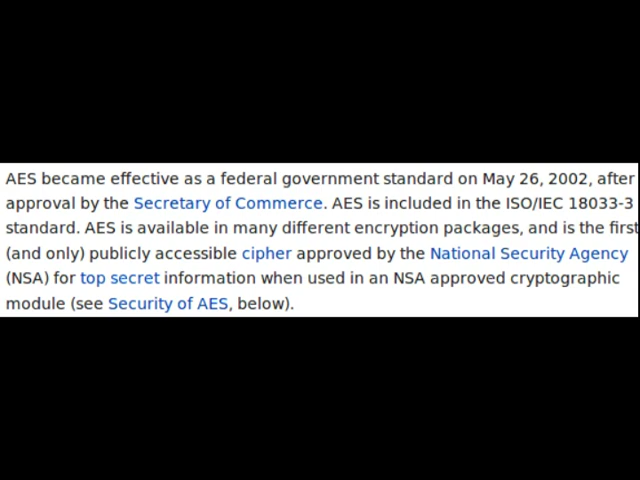 AES became effective as a federal government standard on May 26, 2002, after
approval by the Secretary of Commerce. AES is included in the ISO/IEC 18033-3
standard. AES is available in many different encryption packages, and is the first
(and only) publicly accessible cipher approved by the National Security Agency
(NSA) for top secret information when used in an NSA approved cryptographic
module (see Security of AES, below).